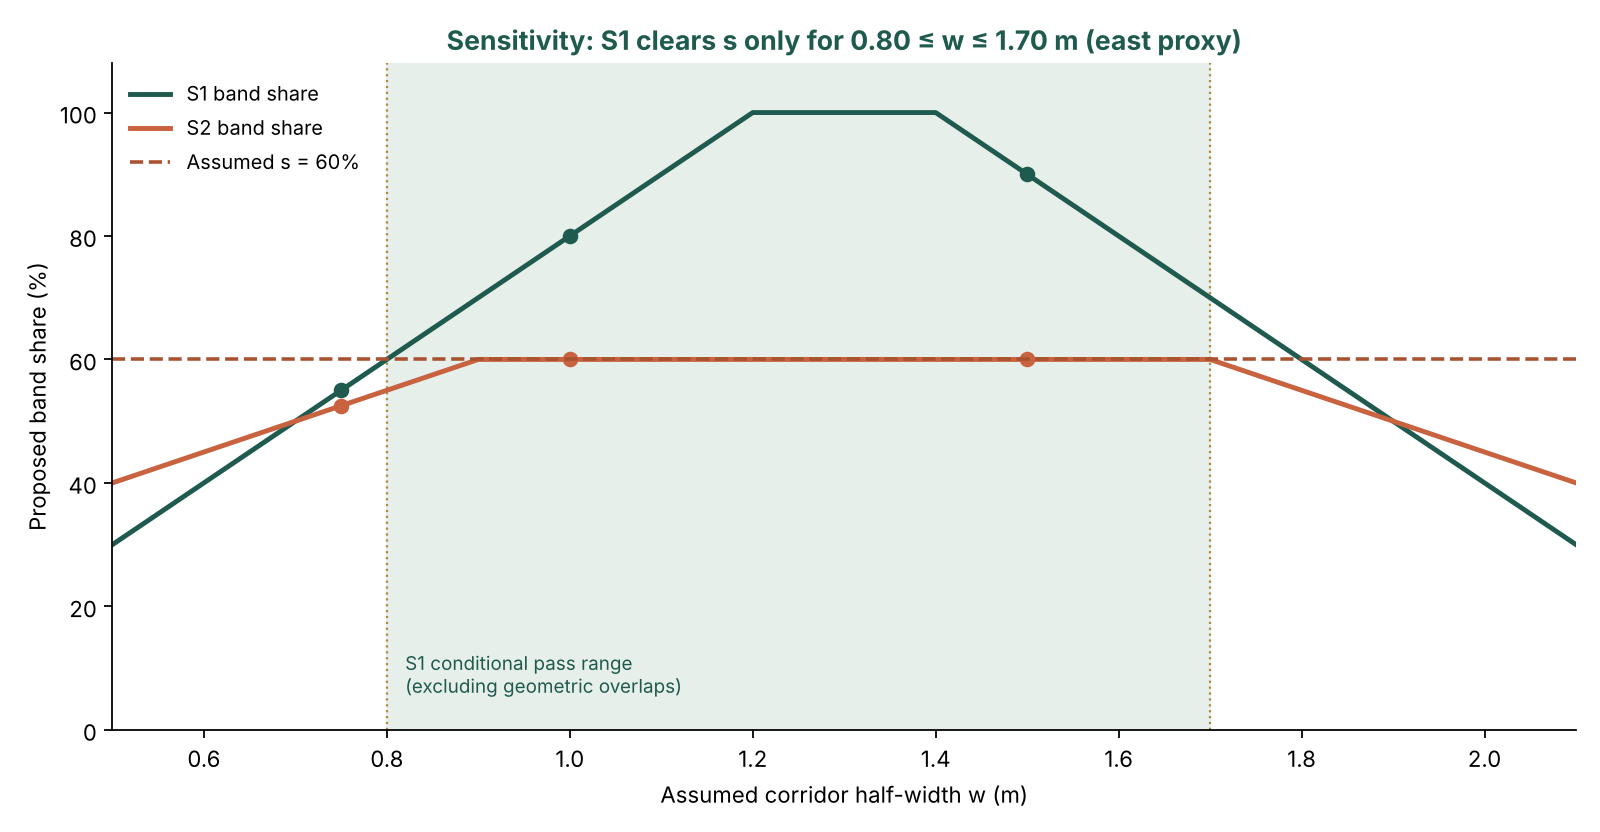 Sensitivity: S1 clears s only for 0.80 ≤ w ≤ 1.70 m (east proxy)
S1 band share
S2 band share
Assumed s = 60%
Proposed band share (%)
100
80
60
40
20
0
S1 conditional pass range
(excluding geometric overlaps)
0.6 0.8 1.0 1.2 1.4 1.6 1.8 2.0
Assumed corridor half-width w (m)